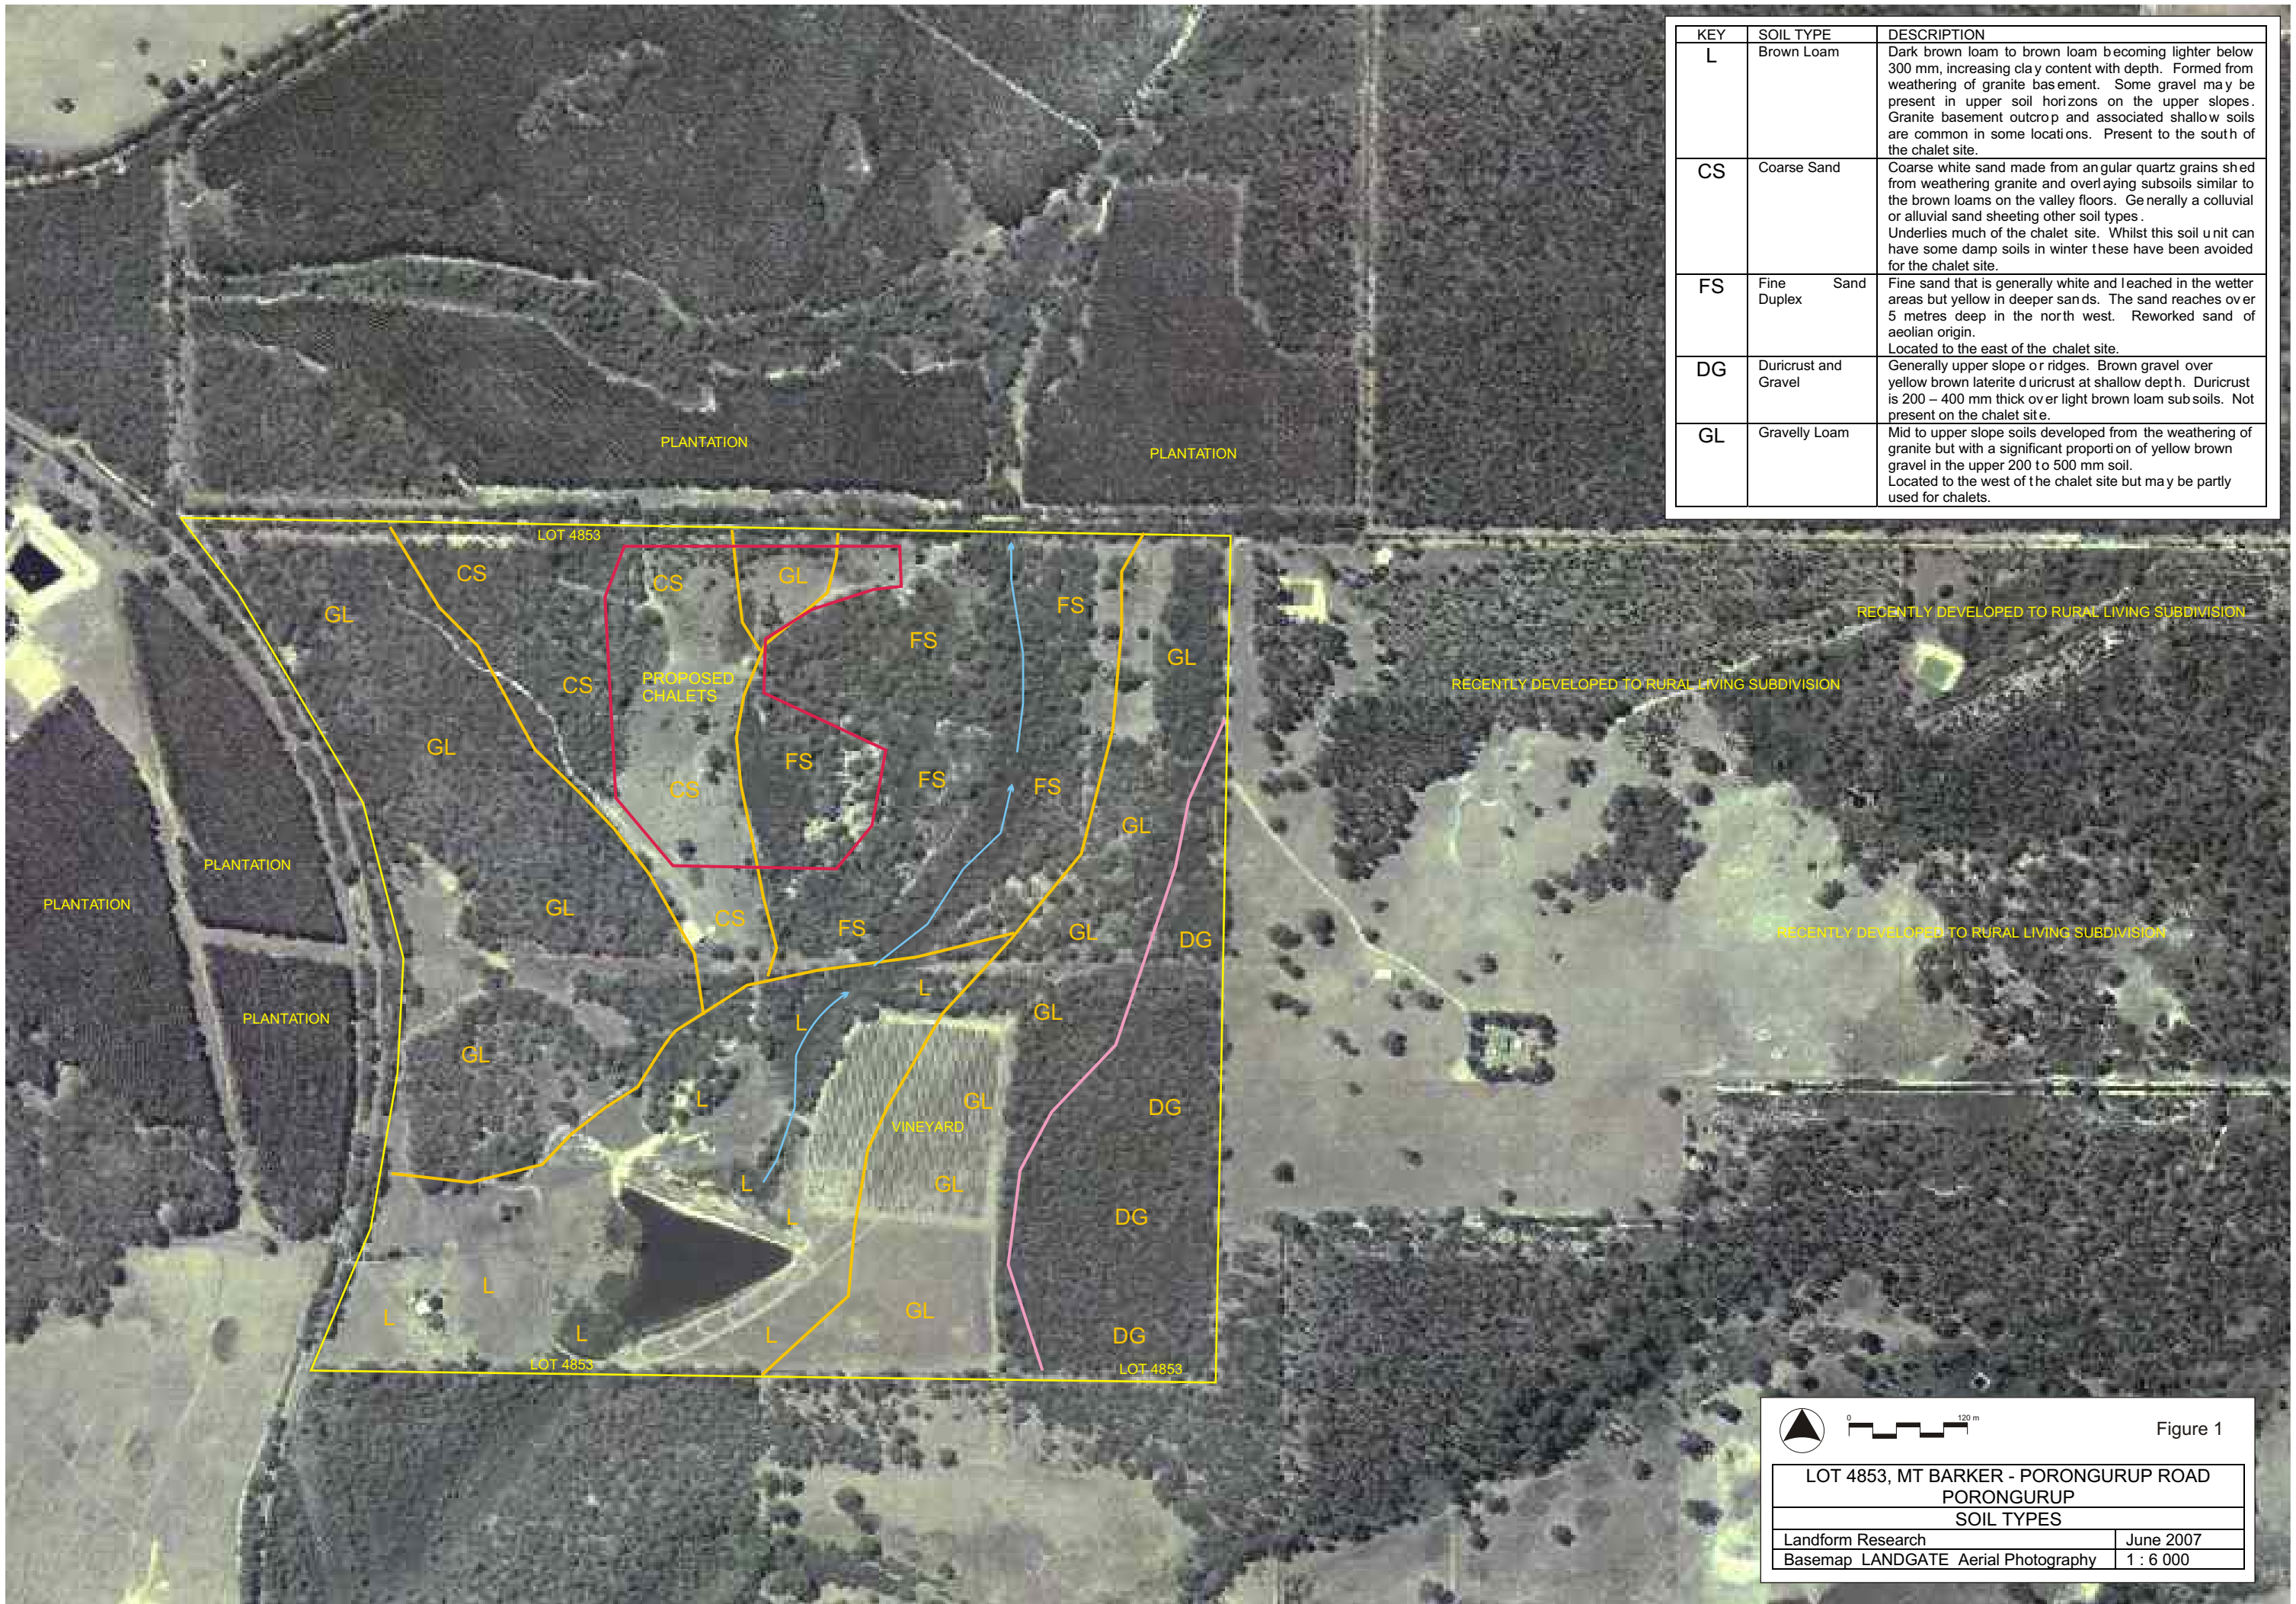 KEY SOIL TYPE DESCRIPTION
L Brown Loam Dark brown loam to brown loam becoming lighter below
300 mm, increasing clay content with depth. Formed from
weathering of granite basement. Some gravel may be
present in upper soil horizons on the upper slopes.
Granite basement outcrop and associated shallow soils
are common in some locations. Present to the south of
the chalet site.
CS Coarse Sand Coarse white sand made from angular quartz grains shed
from weathering granite and overlaying subsoils similar to
the brown loams on the valley floors. Generally a colluvial
or alluvial sand sheeting other soil types.
Underlies much of the chalet site. Whilst this soil unit can
have some damp soils in winter these have been avoided
for the chalet site.
FS Fine Sand Fine sand that is generally white and leached in the wetter
Duplex areas but yellow in deeper sands. The sand reaches over
5 metres deep in the north west. Reworked sand of
aeolian origin.
Located to the east of the chalet site.
DG Duricrust and Generally upper slope or ridges. Brown gravel over
Gravel yellow brown laterite duricrust at shallow depth. Duricrust
is 200 – 400 mm thick over light brown loam sub soils. Not
present on the chalet site.
GL Gravelly Loam Mid to upper slope soils developed from the weathering of
granite but with a significant proportion of yellow brown
gravel in the upper 200 to 500 mm soil.
Located to the west of the chalet site but may be partly
used for chalets.
PLANTATION
PLANTATION
LOT 4853
CS
CS
GL
FS
GL
RECENTLY DEVELOPED TO RURAL LIVING SUBDIVISION
FS
GL
CS
PROPOSED
CHALETS
RECENTLY DEVELOPED TO RURAL LIVING SUBDIVISION
GL
FS
FS
FS
CS
GL
PLANTATION
PLANTATION
GL
CS
FS
GL
DG
RECENTLY DEVELOPED TO RURAL LIVING SUBDIVISION
L
GL
PLANTATION
L
GL
L
GL
DG
VINEYARD
L
GL
L
DG
L
L
GL
L
L
DG
LOT 4853
LOT 4853
0 120 m
Figure 1
LOT 4853, MT BARKER - PORONGURUP ROAD
PORONGURUP
SOIL TYPES
Landform Research June 2007
Basemap LANDGATE Aerial Photography 1 : 6 000